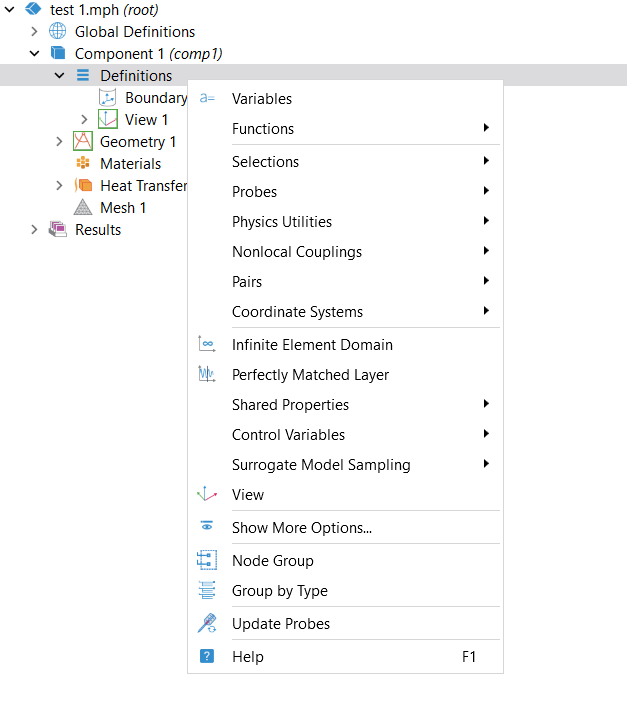 test 1.mph (root)
Global Definitions
Component 1 (comp1)
Definitions
Boundary
View 1
Geometry 1
Materials
Heat Transfer
Mesh 1
Results
a= Variables
Functions
Selections
Probes
Physics Utilities
Nonlocal Couplings
Pairs
Coordinate Systems
Infinite Element Domain
Perfectly Matched Layer
Shared Properties
Control Variables
Surrogate Model Sampling
View
Show More Options...
Node Group
Group by Type
Update Probes
? Help F1